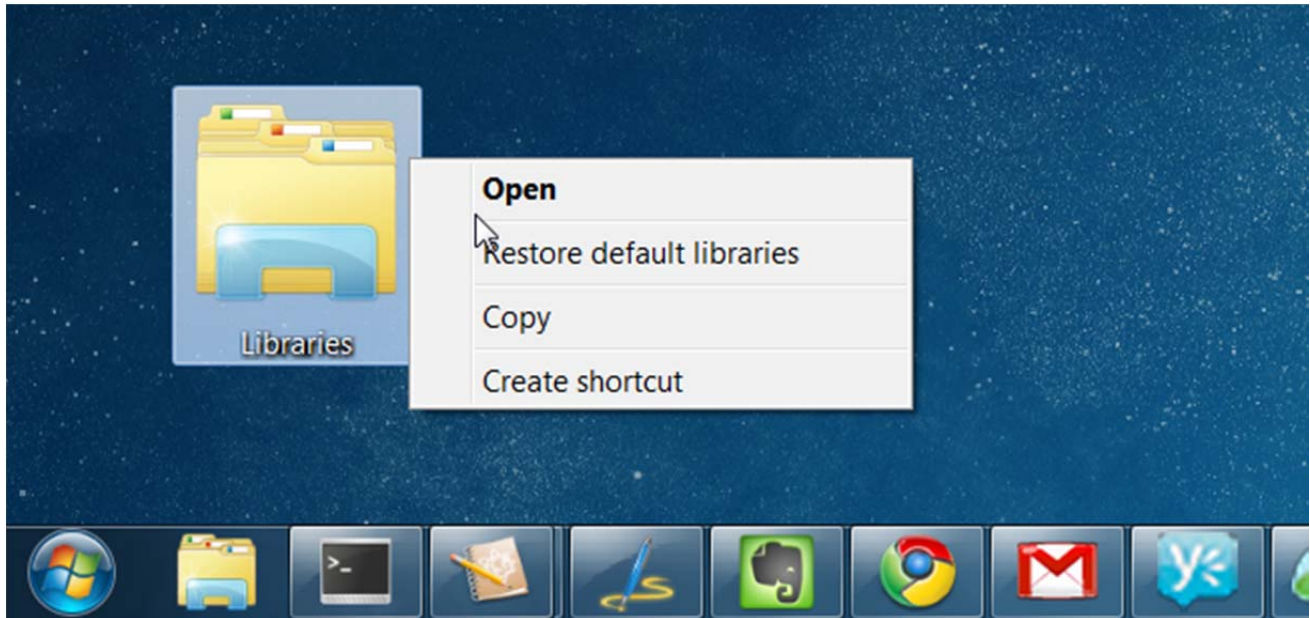 Open
Restore default libraries
Copy
Create shortcut
Libraries
>_